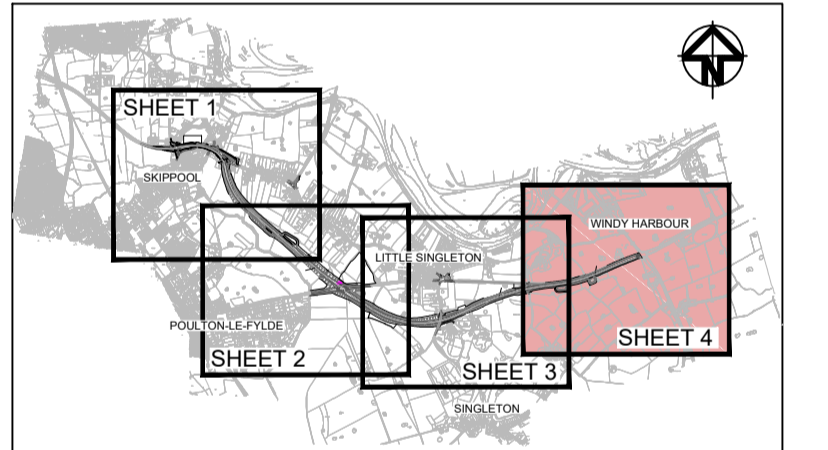 SHEET 1
N
SKIPPOOL
WINDY HARBOUR
LITTLE SINGLETON
POULTON-LE-FYLDE
SHEET 4
SHEET 2
SHEET 3
SINGLETON